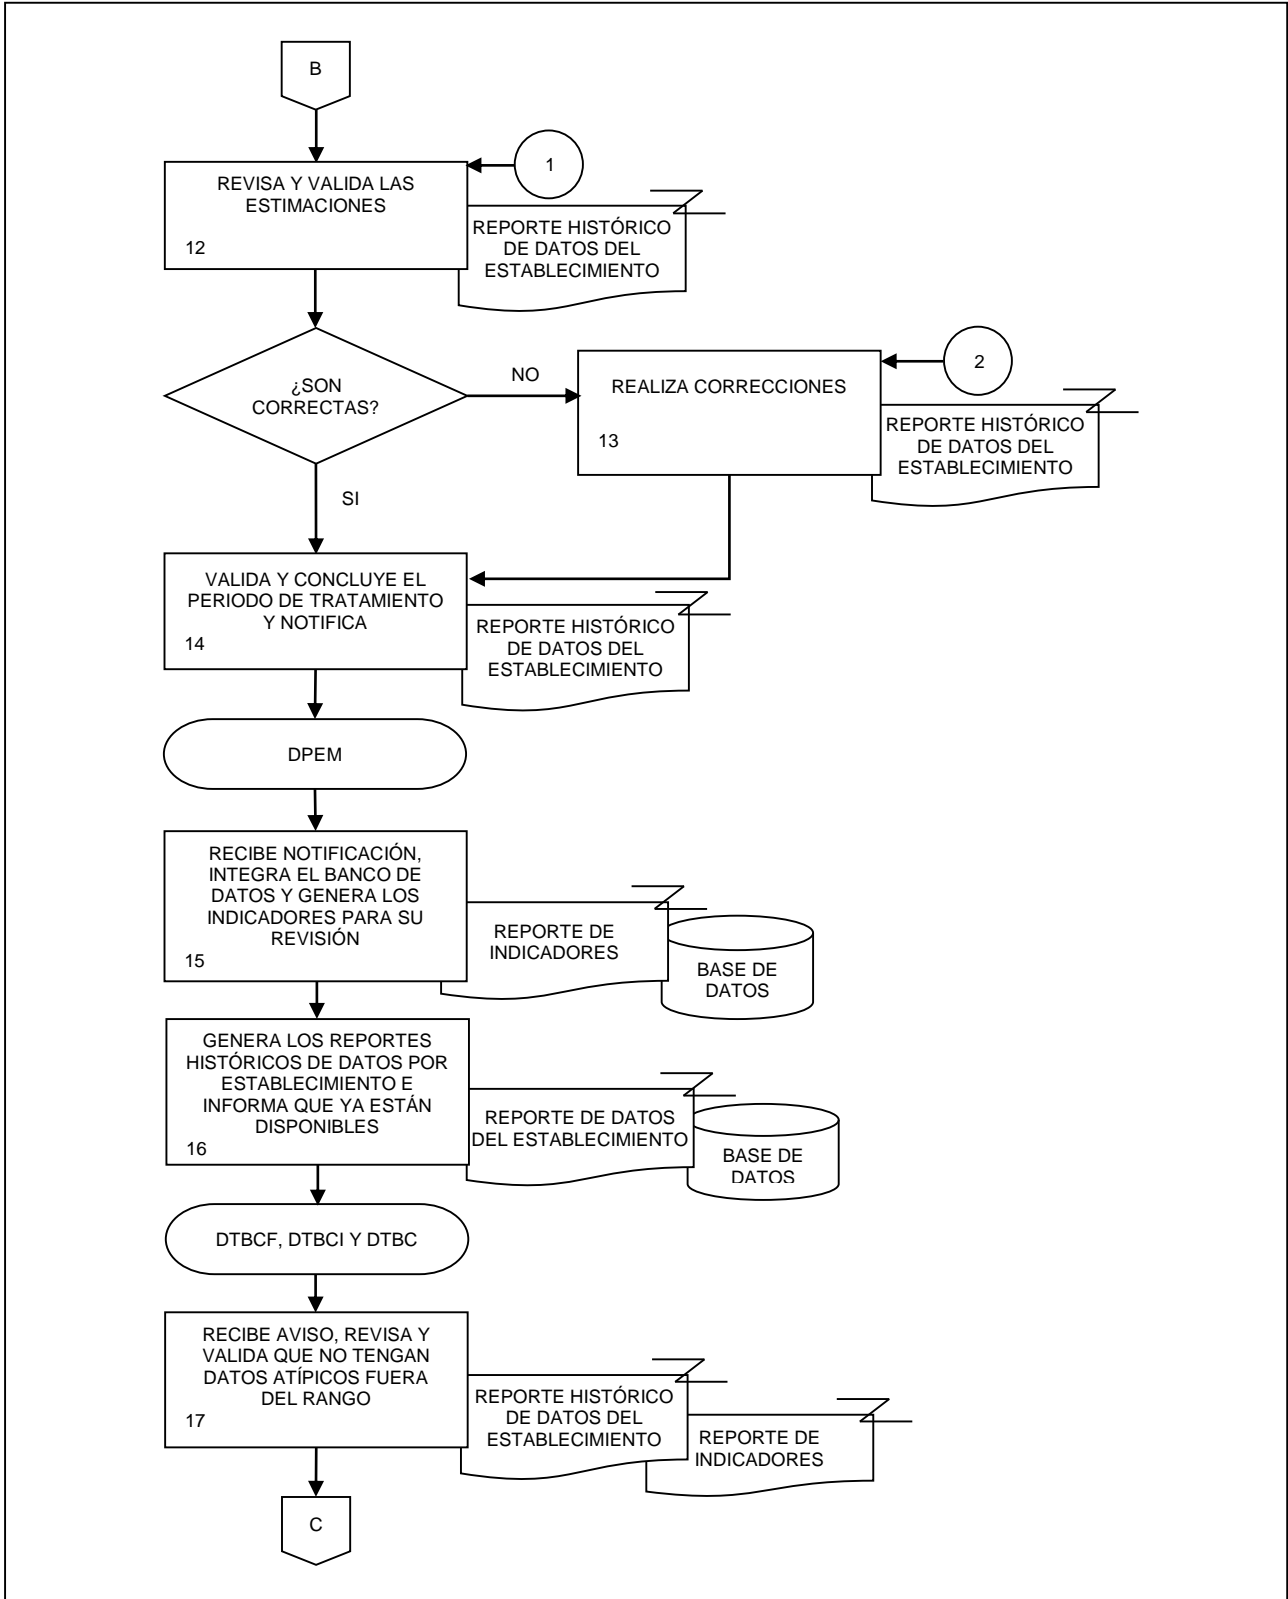 B
1
REVISA Y VALIDA LAS
ESTIMACIONES
12
REPORTE HISTÓRICO
DE DATOS DEL
ESTABLECIMIENTO
¿SON
CORRECTAS?
NO
2
REALIZA CORRECCIONES
13
REPORTE HISTÓRICO
DE DATOS DEL
ESTABLECIMIENTO
SI
VALIDA Y CONCLUYE EL
PERIODO DE TRATAMIENTO
Y NOTIFICA
14
REPORTE HISTÓRICO
DE DATOS DEL
ESTABLECIMIENTO
DPEM
RECIBE NOTIFICACIÓN,
INTEGRA EL BANCO DE
DATOS Y GENERA LOS
INDICADORES PARA SU
REVISIÓN
15
REPORTE DE
INDICADORES
BASE DE
DATOS
GENERA LOS REPORTES
HISTÓRICOS DE DATOS POR
ESTABLECIMIENTO E
INFORMA QUE YA ESTÁN
DISPONIBLES
16
REPORTE DE DATOS
DEL ESTABLECIMIENTO
BASE DE
DATOS
DTBCF, DTBCI Y DTBC
RECIBE AVISO, REVISA Y
VALIDA QUE NO TENGAN
DATOS ATÍPICOS FUERA
DEL RANGO
17
REPORTE HISTÓRICO
DE DATOS DEL
ESTABLECIMIENTO
REPORTE DE
INDICADORES
C